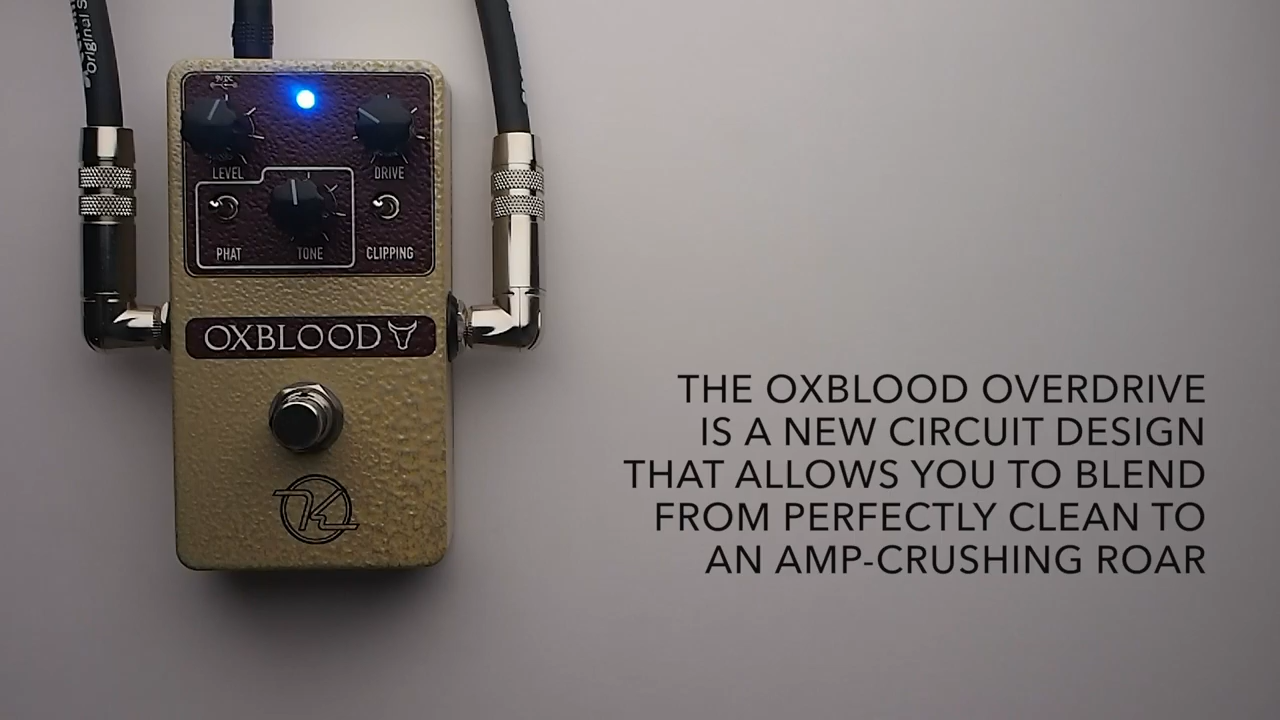 Original S
9VDC
LEVEL
DRIVE
PHAT
TONE
CLIPPING
OXBLOOD
THE OXBLOOD OVERDRIVE
IS A NEW CIRCUIT DESIGN
THAT ALLOWS YOU TO BLEND
FROM PERFECTLY CLEAN TO
AN AMP-CRUSHING ROAR